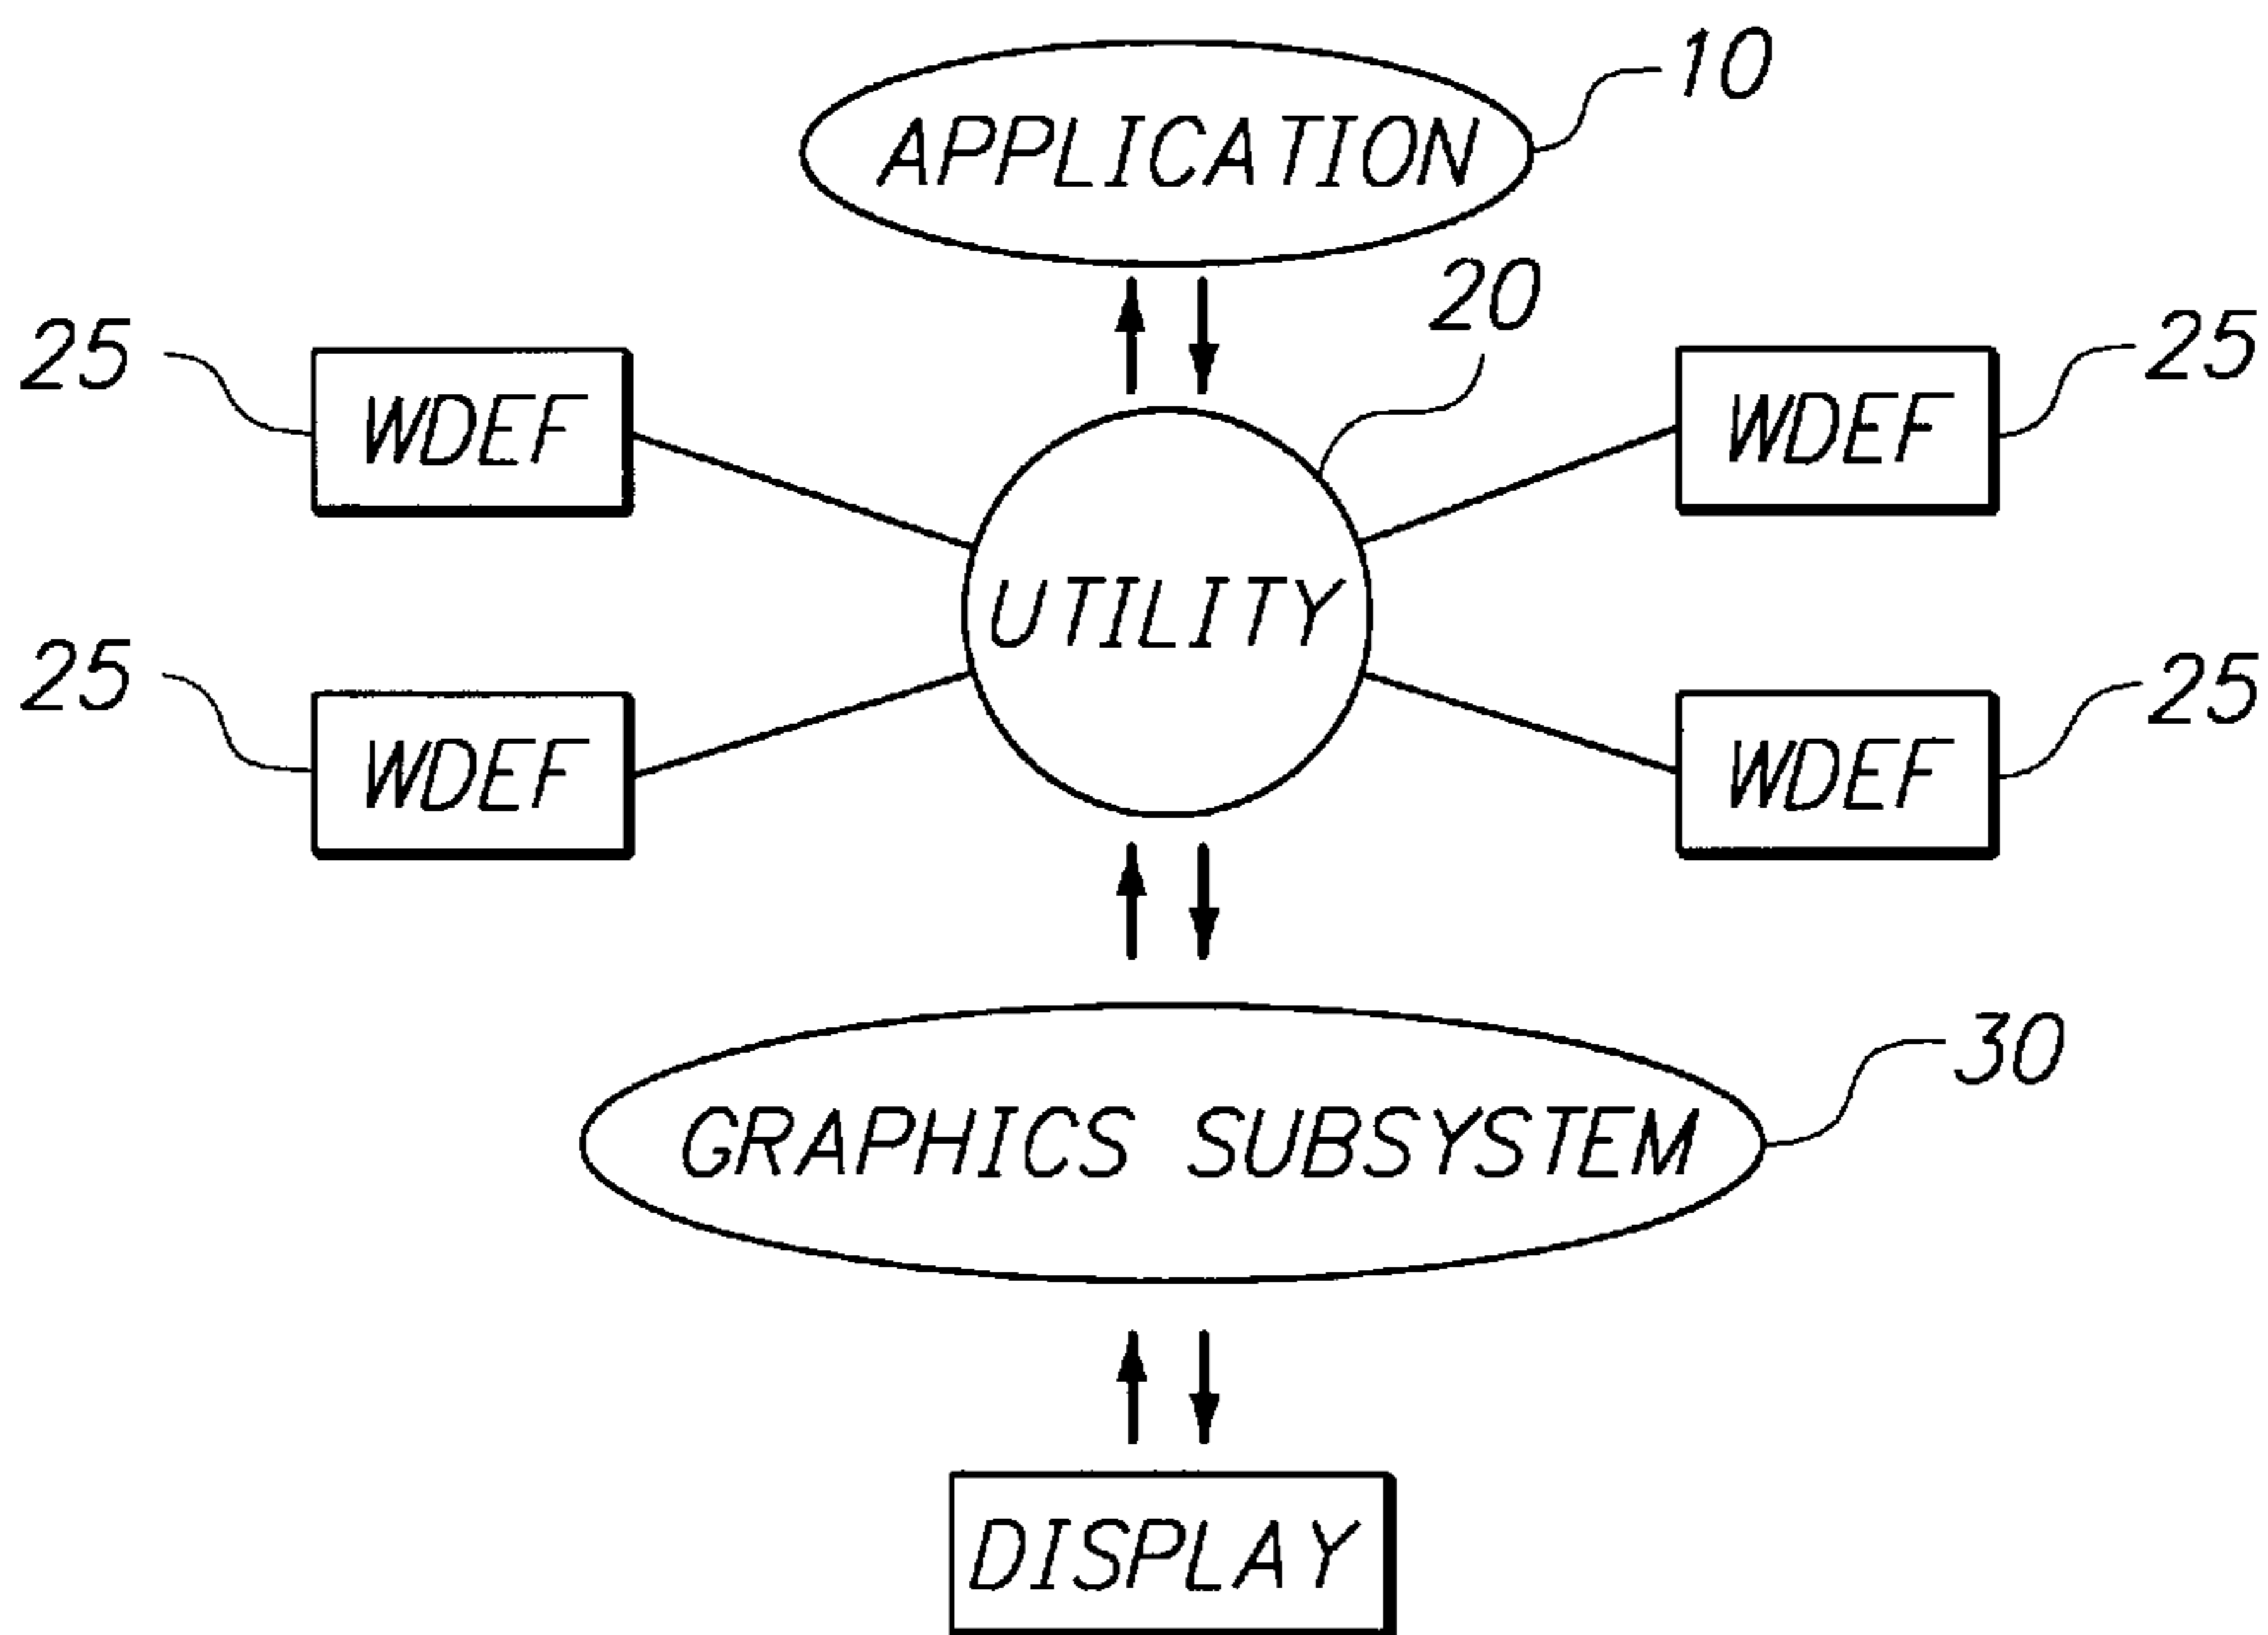 APPLICATION 10
20
25 WDEF WDEF 25
UTILITY
25 WDEF WDEF 25
GRAPHICS SUBSYSTEM 30
DISPLAY